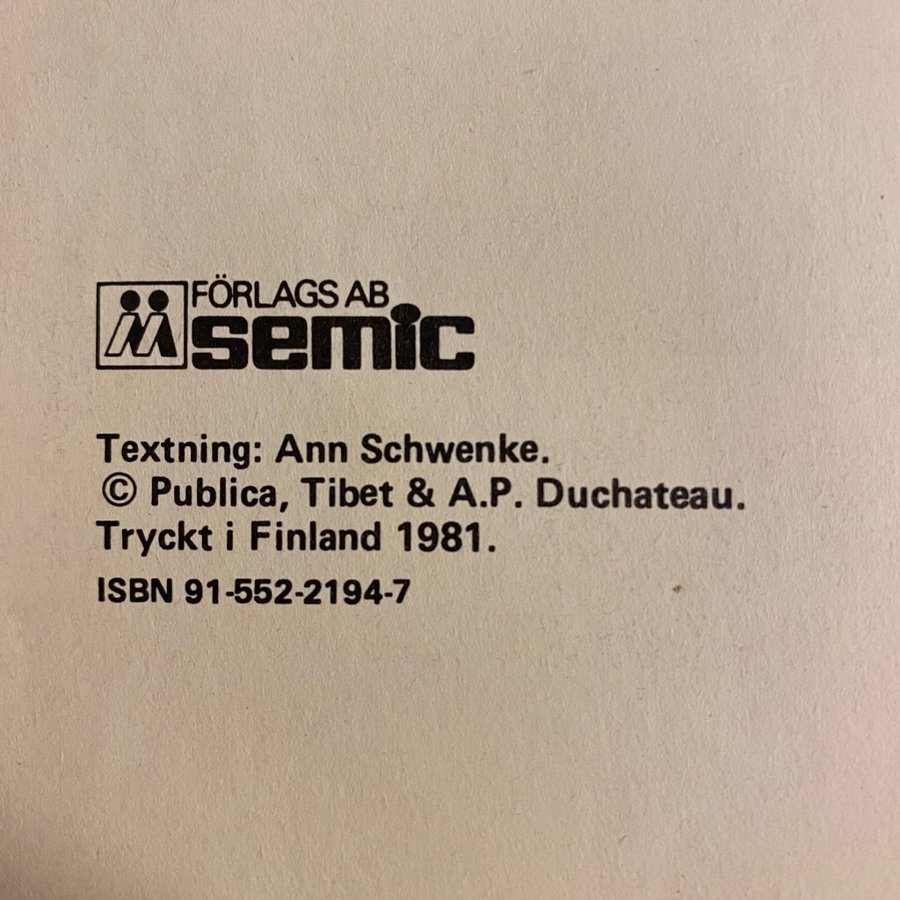 FÖRLAGS AB
semic
Textning: Ann Schwenke.
© Publica, Tibet & A.P. Duchateau.
Tryckt i Finland 1981.
ISBN 91-552-2194-7